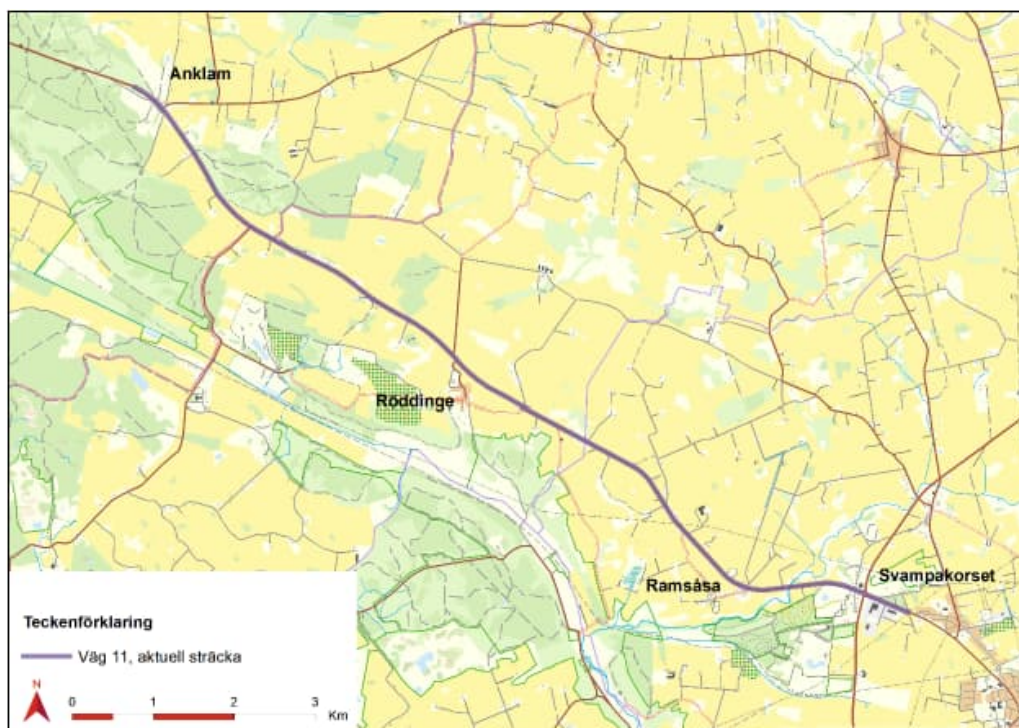 Anklam
Röddinge
Ramsåsa
Svampakorset
Teckenförklaring
Väg 11, aktuell sträcka
N
0 1 2 3
Km